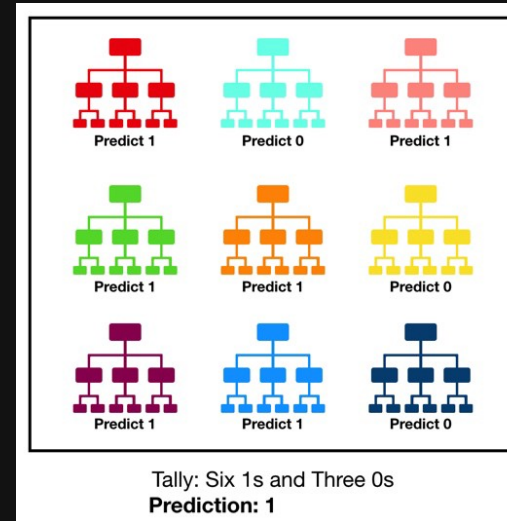 Predict 1 Predict 0 Predict 1
Predict 1 Predict 1 Predict 0
Predict 1 Predict 1 Predict 0
Tally: Six 1s and Three 0s
Prediction: 1